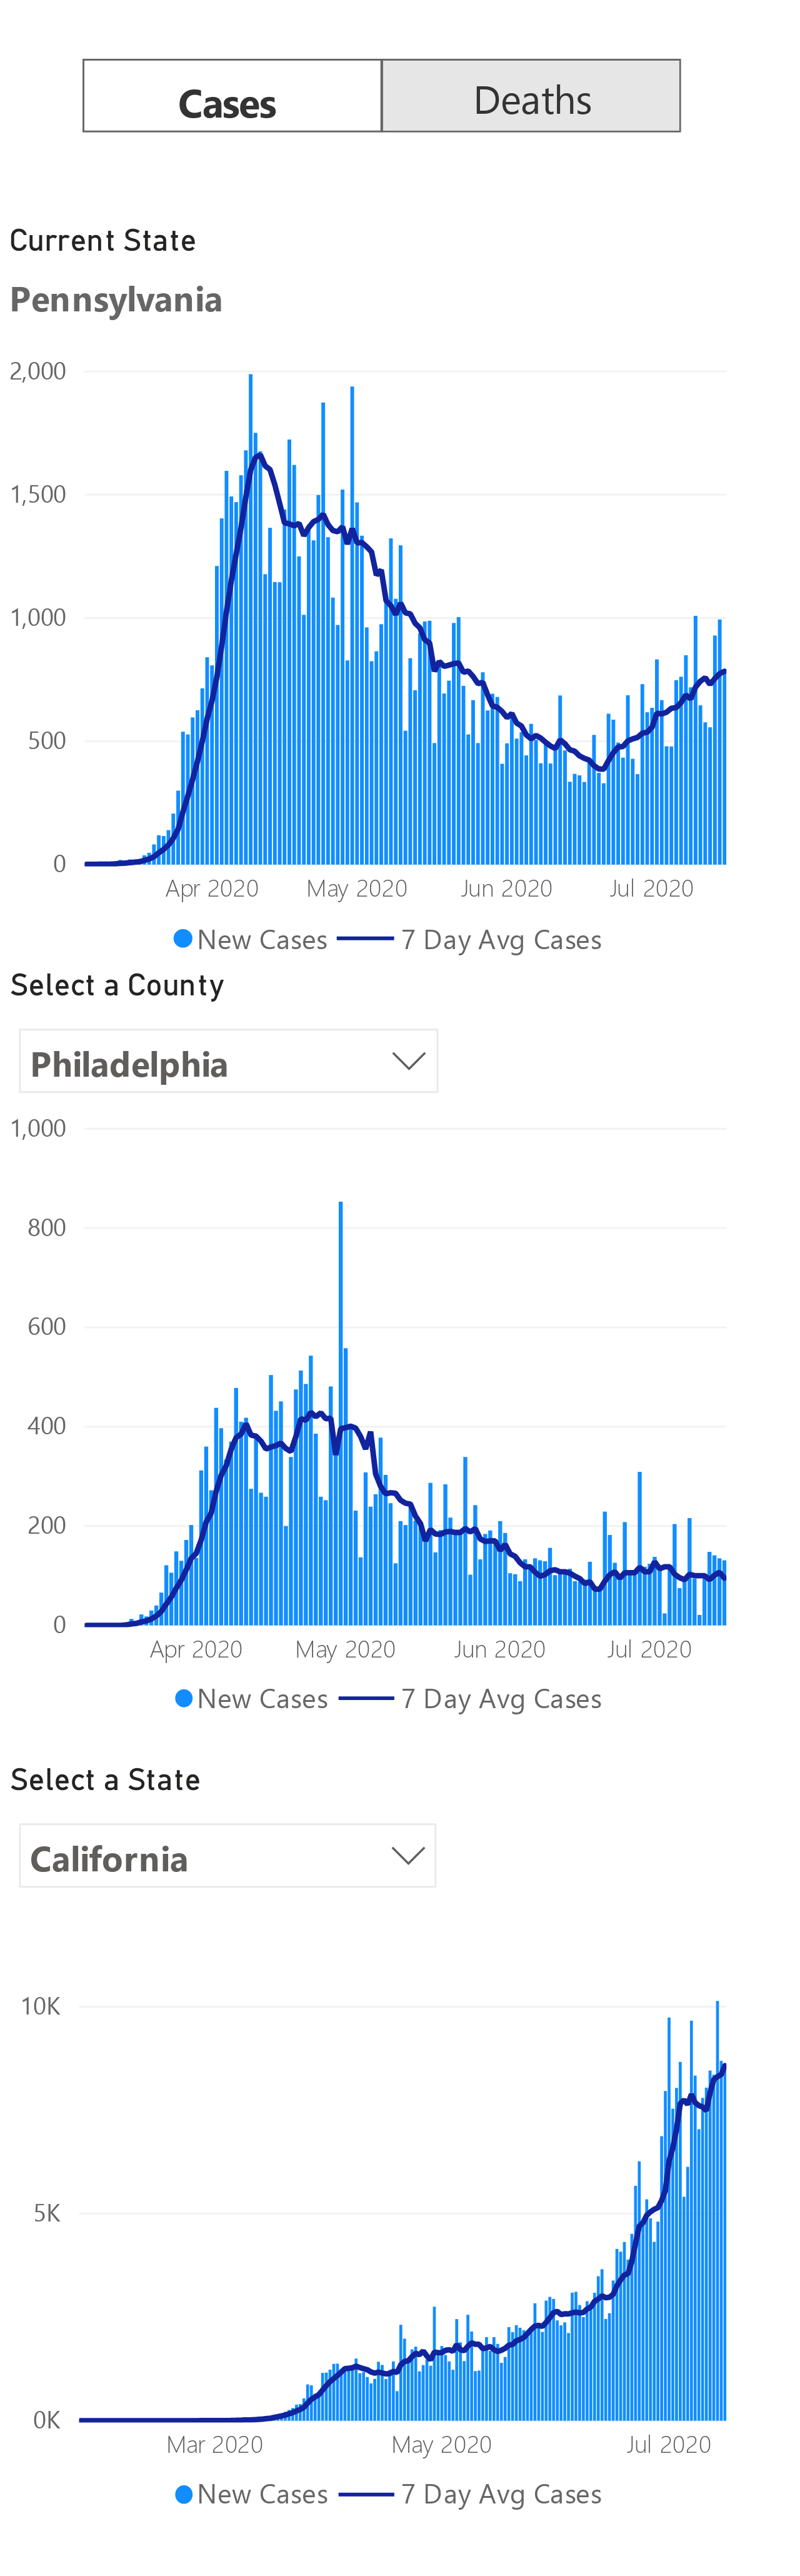 Cases Deaths
Current State
Pennsylvania
2,000
1,500
1,000
500
0
Apr 2020 May 2020 Jun 2020 Jul 2020
New Cases 7 Day Avg Cases
Select a County
Philadelphia
1,000
800
600
400
200
0
Apr 2020 May 2020 Jun 2020 Jul 2020
New Cases 7 Day Avg Cases
Select a State
California
10K
5K
0K
Mar 2020 May 2020 Jul 2020
New Cases 7 Day Avg Cases